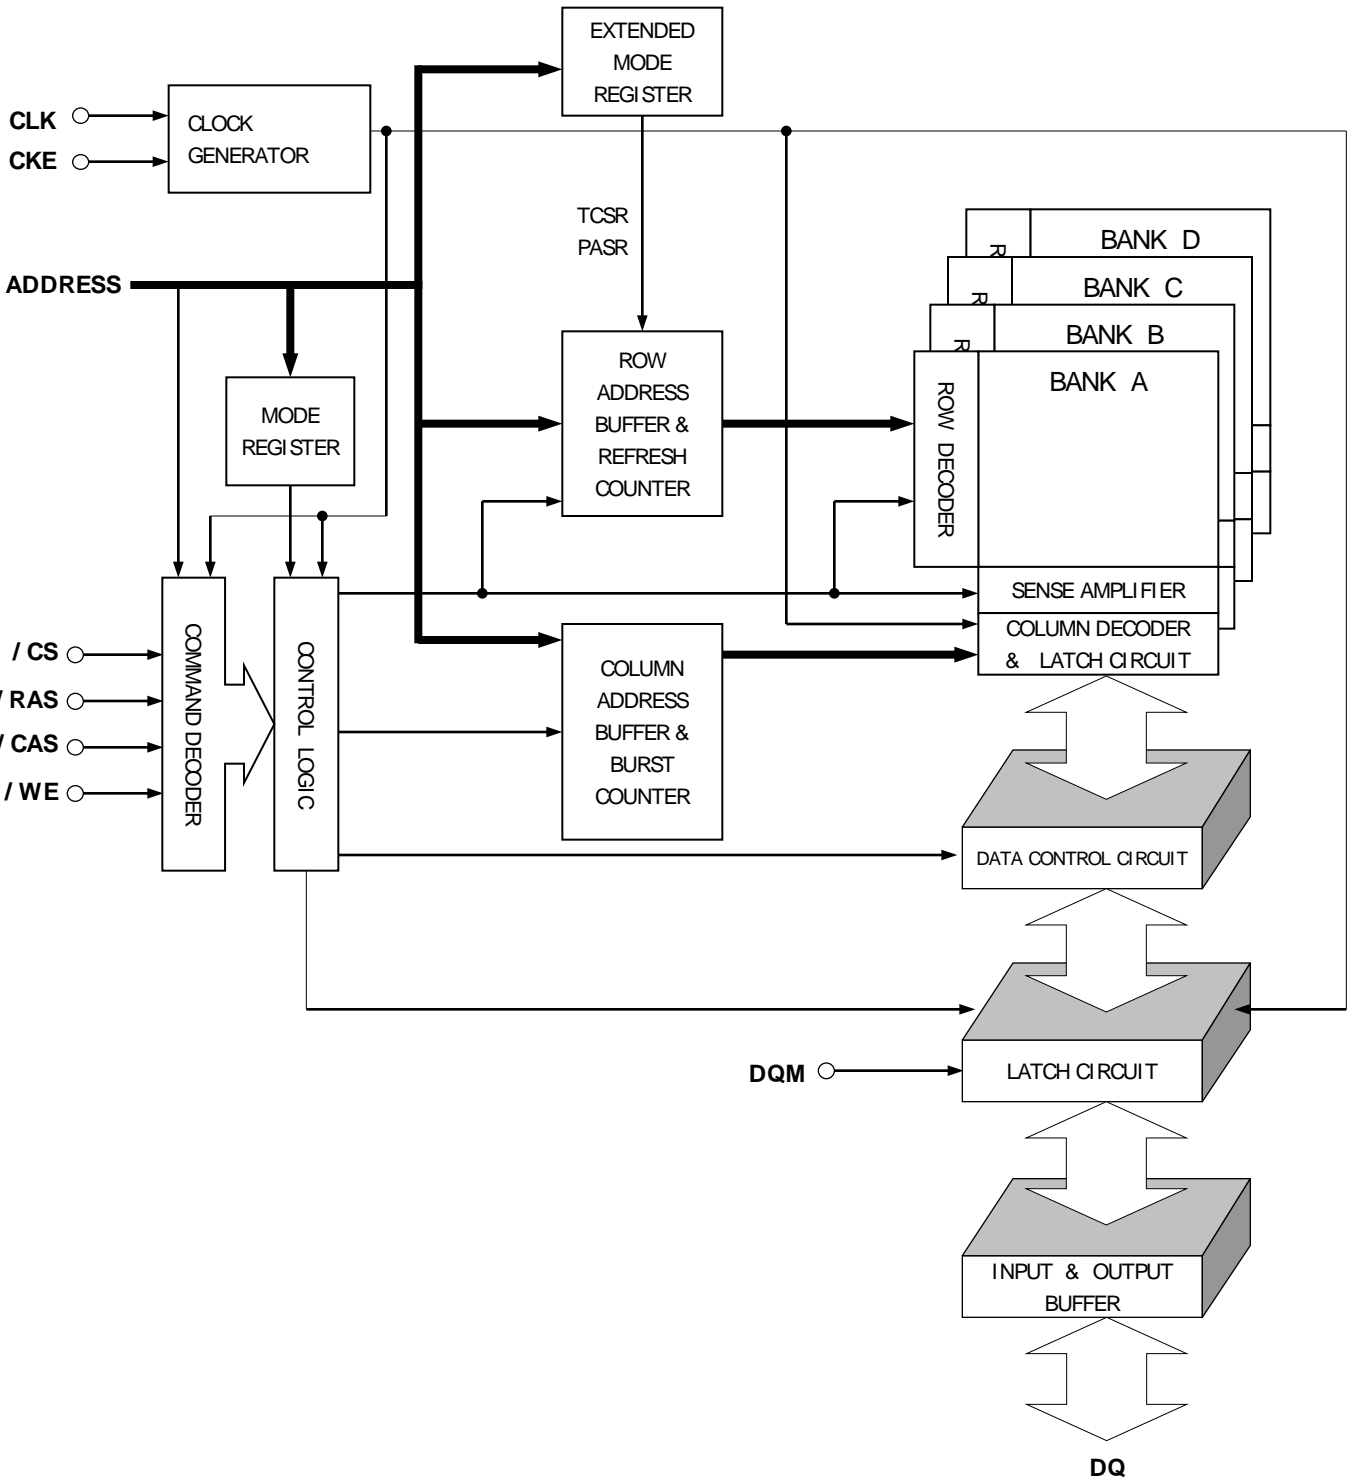 EXTENDED
MODE
REGISTER
CLK
CKE
CLOCK
GENERATOR
TCSR
PASR
ADDRESS
MODE
REGISTER
ROW
ADDRESS
BUFFER &
REFRESH
COUNTER
R
BANK D
R
BANK C
R
BANK B
BANK A
ROW DECODER
SENSE AMPLIFIER
COLUMN DECODER
& LATCH CIRCUIT
/ CS
/ RAS
/ CAS
/ WE
COMMAND DECODER
CONTROL LOGIC
COLUMN
ADDRESS
BUFFER &
BURST
COUNTER
DATA CONTROL CIRCUIT
DQM
LATCH CIRCUIT
INPUT & OUTPUT
BUFFER
DQ